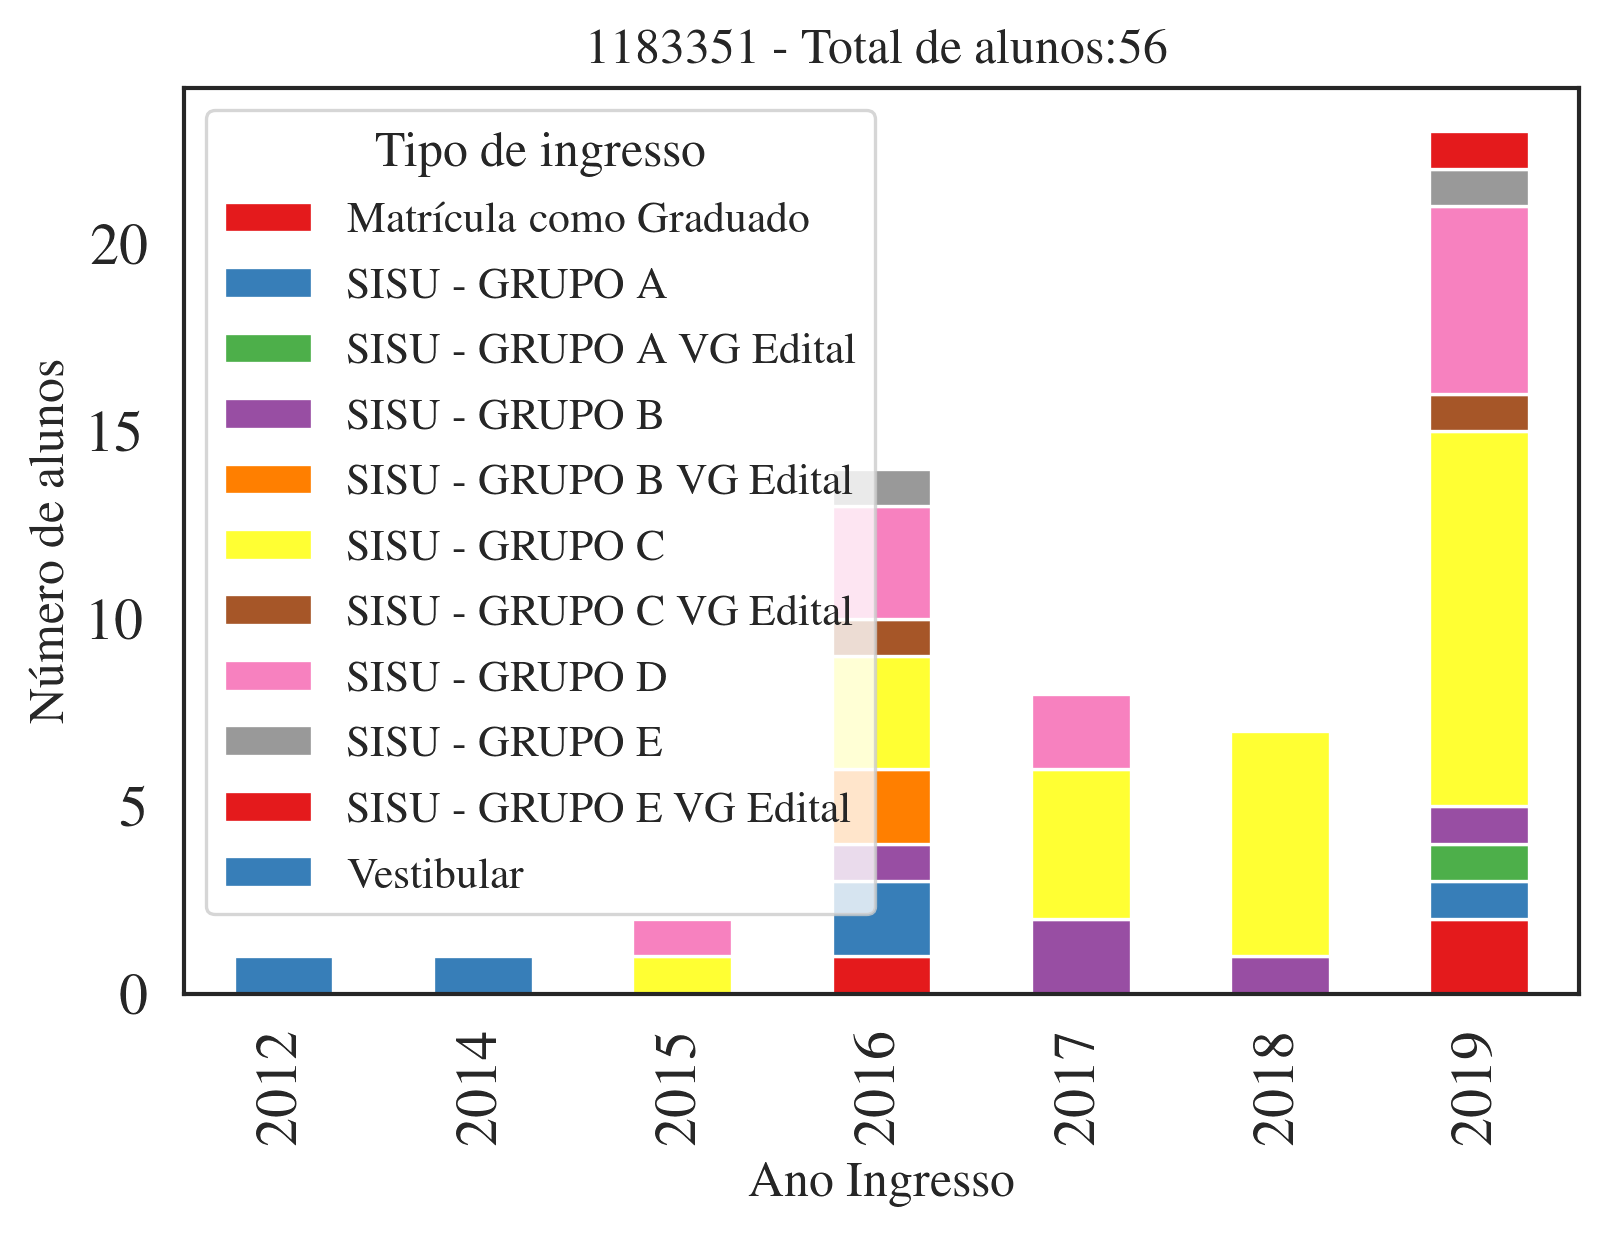 1183351 - Total de alunos:56
Tipo de ingresso
Matrícula como Graduado
SISU - GRUPO A
SISU - GRUPO A VG Edital
SISU - GRUPO B
SISU - GRUPO B VG Edital
SISU - GRUPO C
SISU - GRUPO C VG Edital
SISU - GRUPO D
SISU - GRUPO E
SISU - GRUPO E VG Edital
Vestibular
Número de alunos
20
15
10
5
0
2012
2014
2015
2016
2017
2018
2019
Ano Ingresso